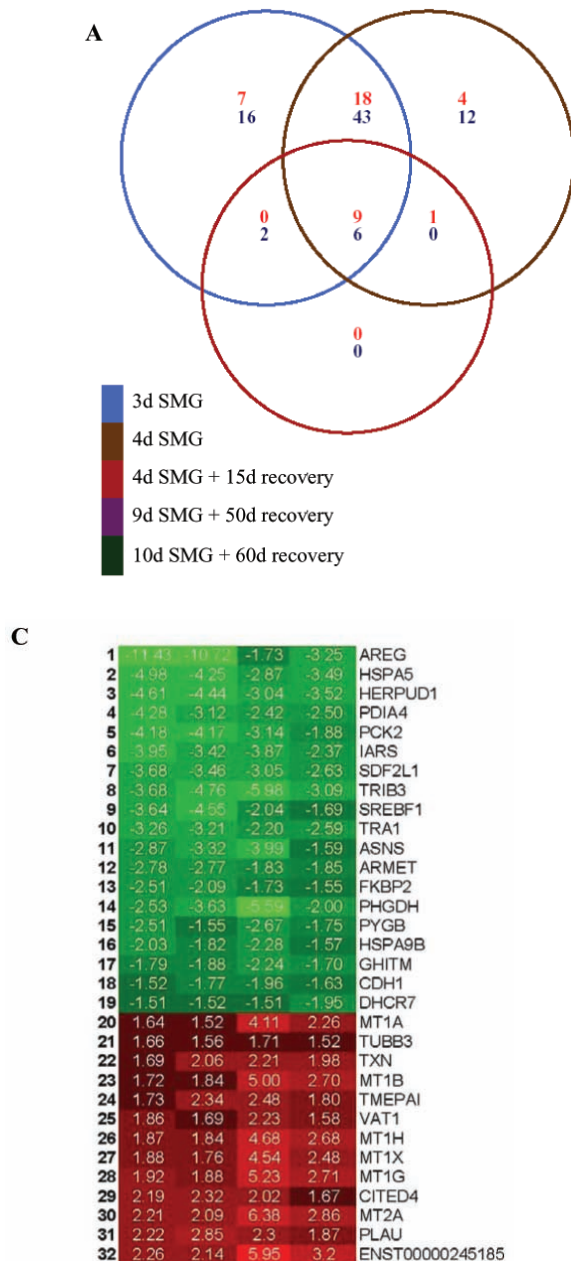 A
7 18 4
16 43 12
0 9 1
2 6 0
0
0
3d SMG
4d SMG
4d SMG + 15d recovery
9d SMG + 50d recovery
10d SMG + 60d recovery
C
1 -11.43 -10.72 -1.73 -3.25 AREG
2 -4.98 -4.25 -2.87 -3.49 HSPA5
3 -4.61 -4.44 -3.04 -3.52 HERPUD1
4 -4.28 -3.12 -2.42 -2.50 PDIA4
5 -4.18 -4.17 -3.14 -1.88 PCK2
6 -3.95 -3.42 -3.87 -2.37 IARS
7 -3.68 -3.46 -3.05 -2.63 SDF2L1
8 -3.68 -4.76 -5.98 -3.09 TRIB3
9 -3.64 -4.55 -2.04 -1.69 SREBF1
10 -3.26 -3.21 -2.20 -2.59 TRA1
11 -2.87 -3.32 -3.99 -1.59 ASNS
12 -2.78 -2.77 -1.83 -1.85 ARMET
13 -2.51 -2.09 -1.73 -1.55 FKBP2
14 -2.53 -3.63 -5.59 -2.00 PHGDH
15 -2.51 -1.55 -2.67 -1.75 PYGB
16 -2.03 -1.82 -2.28 -1.57 HSPA9B
17 -1.79 -1.88 -2.24 -1.70 GHITM
18 -1.52 -1.77 -1.96 -1.63 CDH1
19 -1.51 -1.52 -1.51 -1.95 DHCR7
20 1.64 1.52 4.11 2.26 MT1A
21 1.66 1.56 1.71 1.52 TUBB3
22 1.69 2.06 2.21 1.98 TXN
23 1.72 1.84 5.00 2.70 MT1B
24 1.73 2.34 2.48 1.80 TMEPAI
25 1.86 1.69 2.23 1.58 VAT1
26 1.87 1.84 4.68 2.68 MT1H
27 1.88 1.76 4.54 2.48 MT1X
28 1.92 1.88 5.23 2.71 MT1G
29 2.19 2.32 2.02 1.67 CITED4
30 2.21 2.09 6.38 2.86 MT2A
31 2.22 2.85 2.3 1.87 PLAU
32 2.26 2.14 5.95 3.2 ENST00000245185